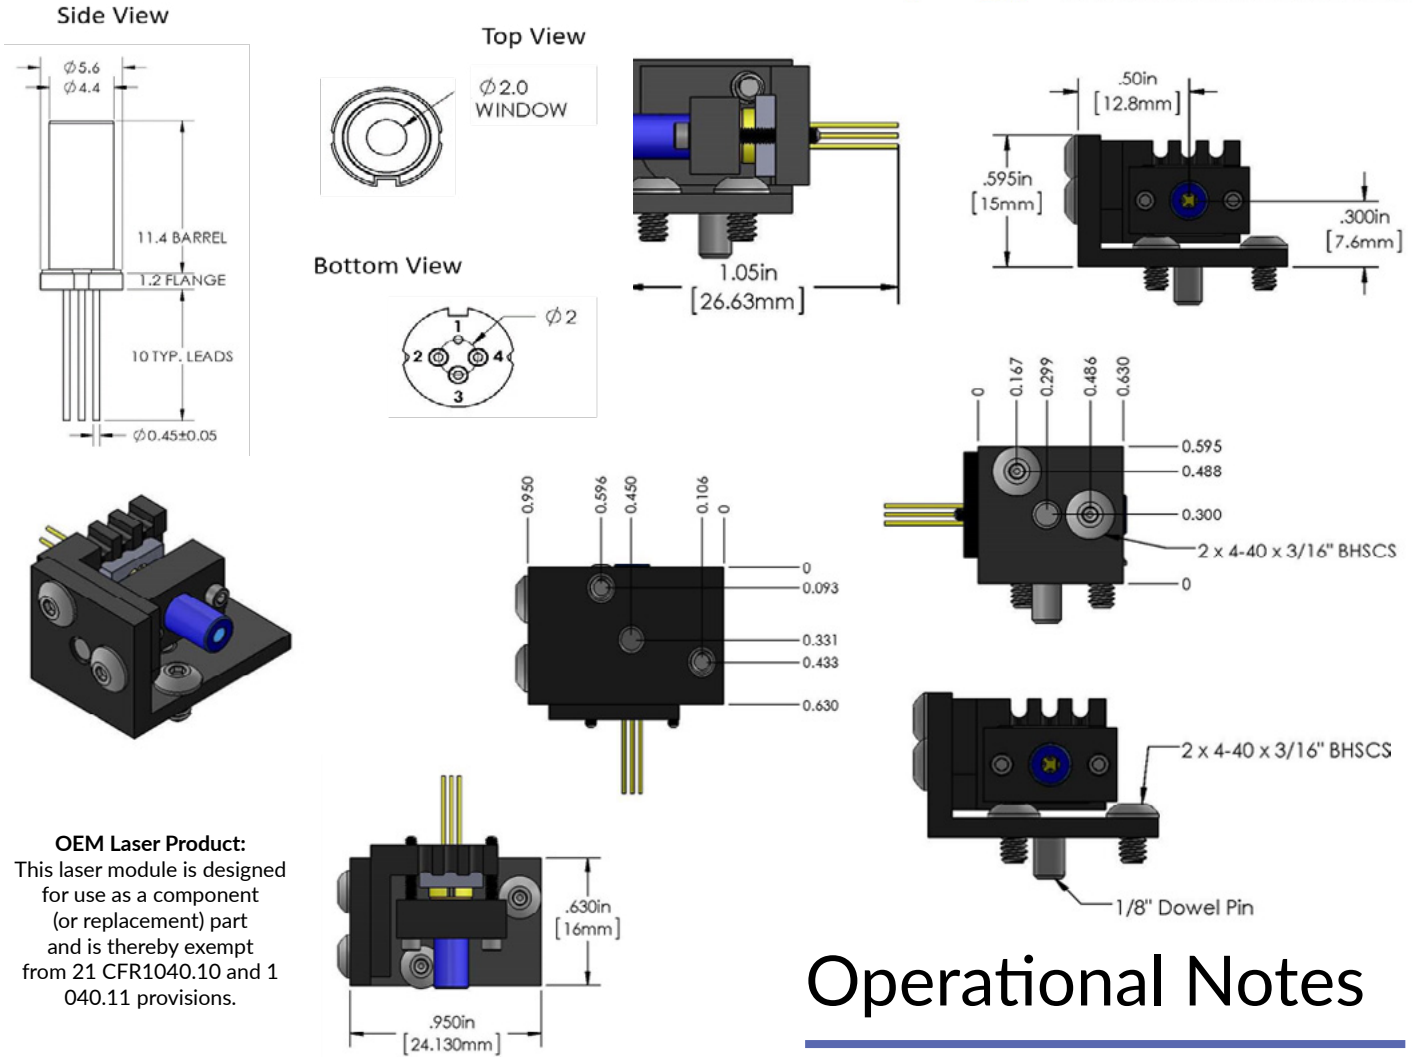 Side View
Ø5.6
Ø4.4
11.4 BARREL
1.2 FLANGE
10 TYP. LEADS
Ø0.45±0.05
Top View
Ø2.0
WINDOW
Bottom View
Ø2
1
2
4
3
1.05in
[26.63mm]
.50in
[12.8mm]
.595in
[15mm]
.300in
[7.6mm]
0
0.167
0.299
0.486
0.630
0.595
0.488
0.300
2 x 4-40 x 3/16" BHSCS
0
0.950
0.596
0.450
0.106
0
0
0.093
0.331
0.433
0.630
2 x 4-40 x 3/16" BHSCS
1/8" Dowel Pin
OEM Laser Product:
This laser module is designed
for use as a component
(or replacement) part
and is thereby exempt
from 21 CFR1040.10 and 1
040.11 provisions.
.630in
[16mm]
.950in
[24.130mm]
Operational Notes